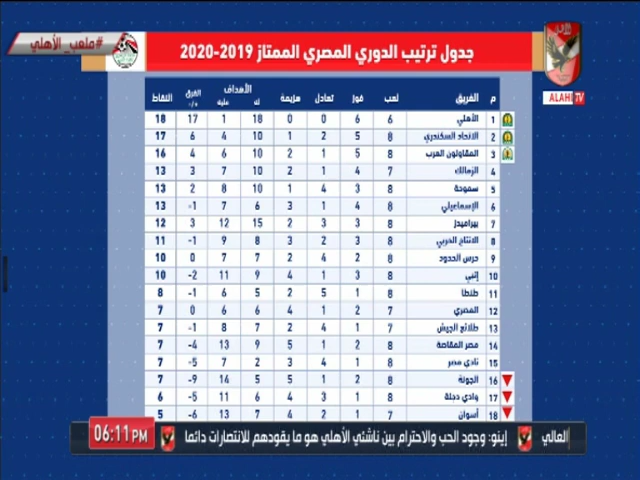 #ملعب_الأهلي
جدول ترتيب الدوري المصري الممتاز 2019-2020
ALAHLY TV
م الفريق لعب فوز تعادل هزيمة الأهداف له عليه الفرق +/- النقاط
1 الأهلي 6 6 0 0 18 1 17 18
2 الاتحاد السكندري 8 5 2 1 10 4 6 17
3 المقاولون العرب 8 5 1 2 10 6 4 16
4 الزمالك 7 4 1 2 10 7 3 13
5 سموحة 8 3 4 1 10 8 2 13
6 الإسماعيلي 8 4 1 3 6 7 -1 13
7 بيراميدز 8 3 3 2 15 12 3 12
8 الانتاج الحربي 8 3 2 3 8 9 -1 11
9 حرس الحدود 8 2 4 2 7 7 0 10
10 إنبي 8 3 1 4 9 11 -2 10
11 طنطا 8 1 5 2 5 6 -1 8
12 المصري 7 2 1 4 6 6 0 7
13 طلائع الجيش 7 1 4 2 7 8 -1 7
14 مصر المقاصة 8 2 1 5 9 13 -4 7
15 نادي مصر 8 1 4 3 2 7 -5 7
16 الجونة 8 2 1 5 5 14 -9 7
17 وادي دجلة 8 1 3 4 6 11 -5 6
18 أسوان 7 1 2 4 7 13 -6 5
العالي إينو: وجود الحب والاحترام بين ناشئي الأهلي هو ما يقودهم للانتصارات دائما
06:11 PM